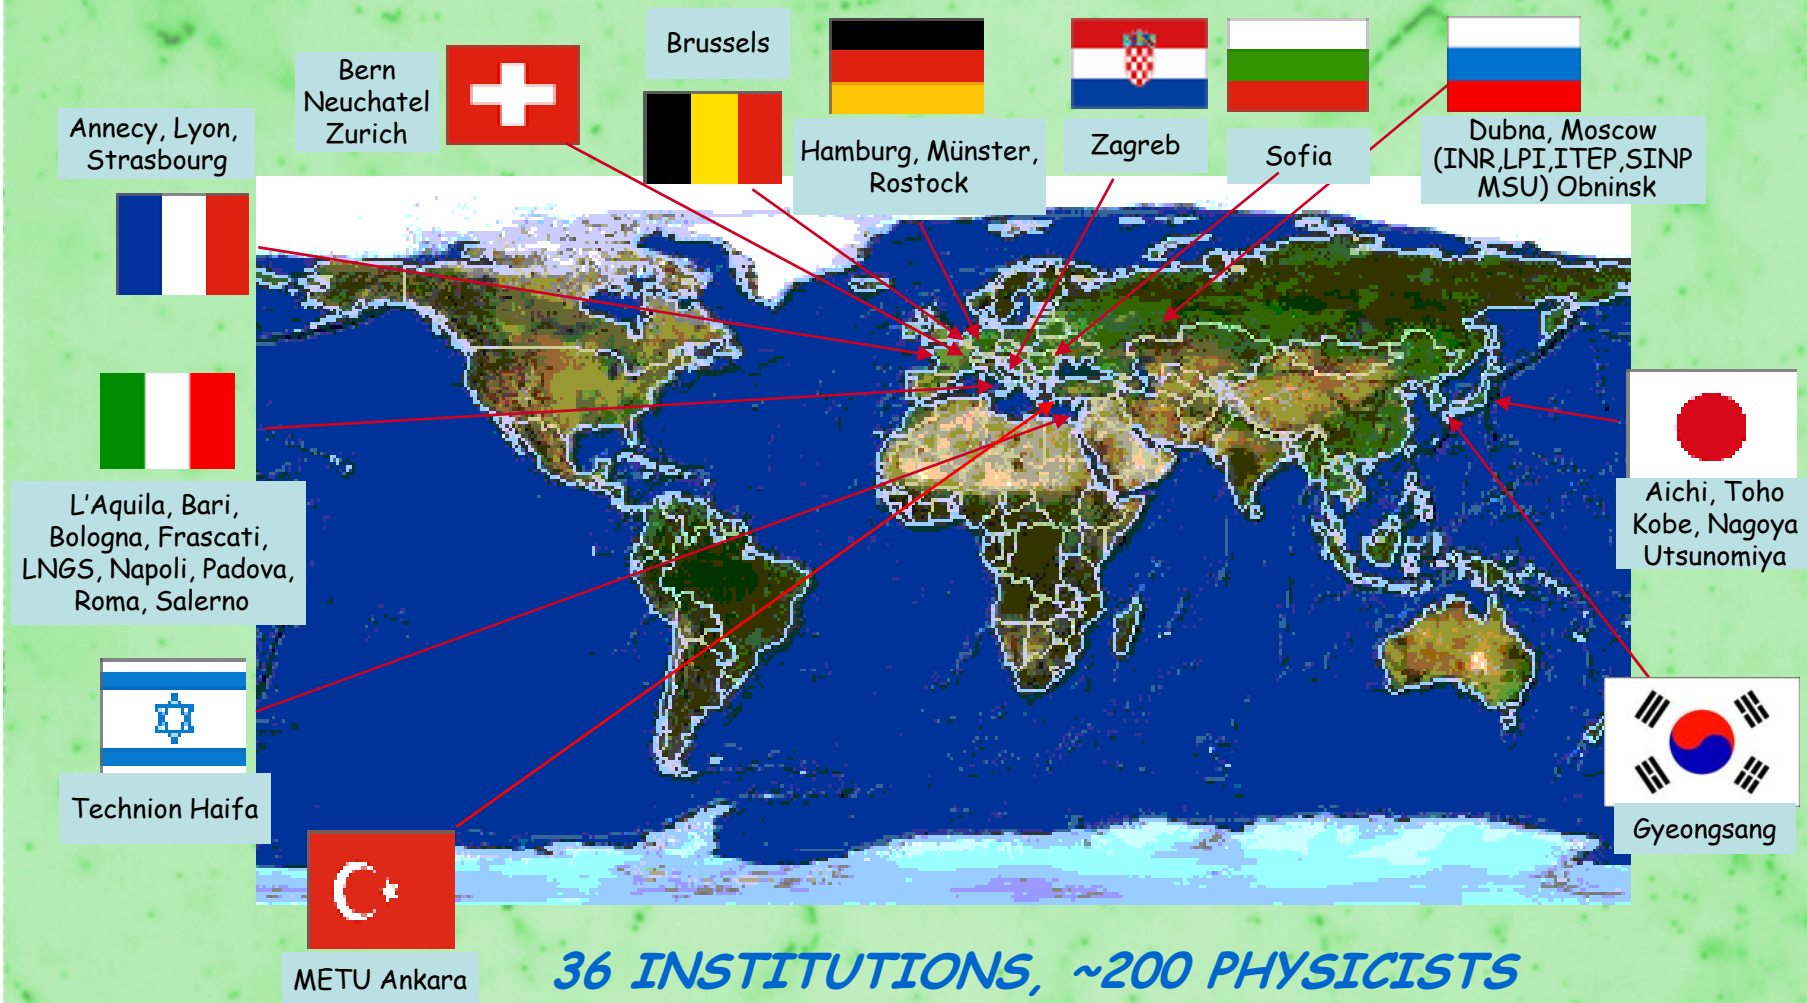 Brussels
Bern
Neuchatel
Zurich
Annecy, Lyon,
Strasbourg
Hamburg, Münster,
Rostock
Zagreb
Sofia
Dubna, Moscow
(INR,LPI,ITEP,SINP
MSU) Obninsk
L’Aquila, Bari,
Bologna, Frascati,
LNGS, Napoli, Padova,
Roma, Salerno
Aichi, Toho
Kobe, Nagoya
Utsunomiya
Technion Haifa
Gyeongsang
METU Ankara
36 INSTITUTIONS, ~200 PHYSICISTS